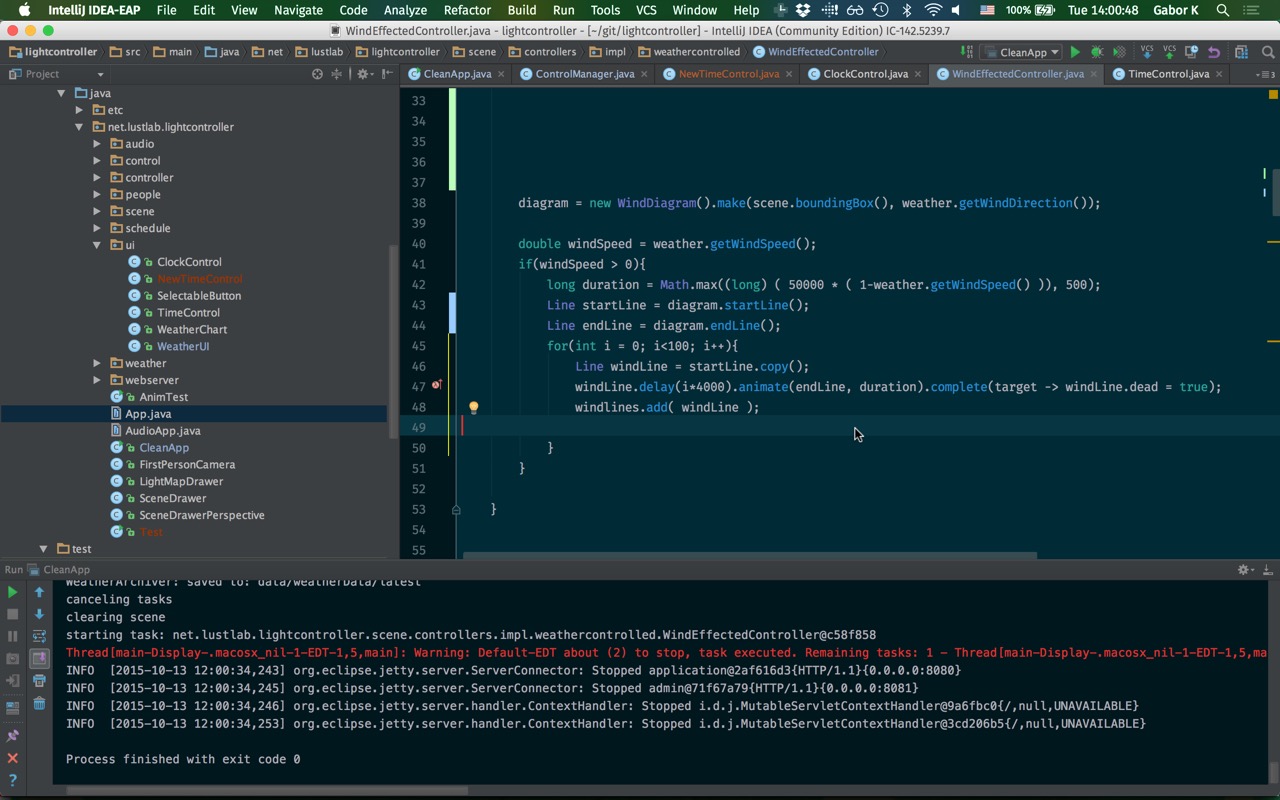 IntelliJ IDEA-EAP File Edit View Navigate Code Analyze Refactor Build Run Tools VCS Window Help 100% Tue 14:00:48 Gabor K
WindEffectedController.java - lightcontroller - [~/git/lightcontroller] - IntelliJ IDEA (Community Edition) IC-142.5239.7
lightcontroller src main java net lustlab lightcontroller scene controllers impl weathercontrolled WindEffectedController CleanApp VCS VCS
Project CleanApp.java ControlManager.java NewTimeControl.java ClockControl.java WindEffectedController.java TimeControl.java
java
etc
net.lustlab.lightcontroller
audio
control
controller
people
scene
schedule
ui
ClockControl
NewTimeControl
SelectableButton
TimeControl
WeatherChart
WeatherUI
weather
webserver
AnimTest
App.java
AudioApp.java
CleanApp
FirstPersonCamera
LightMapDrawer
SceneDrawer
SceneDrawerPerspective
Test
test
33
34
35
36
37
38 diagram = new WindDiagram().make(scene.boundingBox(), weather.getWindDirection());
39
40 double windSpeed = weather.getWindSpeed();
41 if(windSpeed > 0){
42 long duration = Math.max((long) ( 50000 * ( 1-weather.getWindSpeed() )), 500);
43 Line startLine = diagram.startLine();
44 Line endLine = diagram.endLine();
45 for(int i = 0; i<100; i++){
46 Line windLine = startLine.copy();
47 windLine.delay(i*4000).animate(endLine, duration).complete(target -> windLine.dead = true);
48 windlines.add( windLine );
49
50 }
51 }
52
53 }
54
55
Run CleanApp
WeatherArchiver: saved to: data/weatherData/latest
canceling tasks
clearing scene
starting task: net.lustlab.lightcontroller.scene.controllers.impl.weathercontrolled.WindEffectedController@c58f858
Thread[main-Display-.macosx_nil-1-EDT-1,5,main]: Warning: Default-EDT about (2) to stop, task executed. Remaining tasks: 1 - Thread[main-Display-.macosx_nil-1-EDT-1,5,ma
INFO [2015-10-13 12:00:34,243] org.eclipse.jetty.server.ServerConnector: Stopped application@2af616d3{HTTP/1.1}{0.0.0.0:8080}
INFO [2015-10-13 12:00:34,245] org.eclipse.jetty.server.ServerConnector: Stopped admin@71f67a79{HTTP/1.1}{0.0.0.0:8081}
INFO [2015-10-13 12:00:34,246] org.eclipse.jetty.server.handler.ContextHandler: Stopped i.d.j.MutableServletContextHandler@9a6fbc0{/,null,UNAVAILABLE}
INFO [2015-10-13 12:00:34,253] org.eclipse.jetty.server.handler.ContextHandler: Stopped i.d.j.MutableServletContextHandler@3cd206b5{/,null,UNAVAILABLE}
Process finished with exit code 0